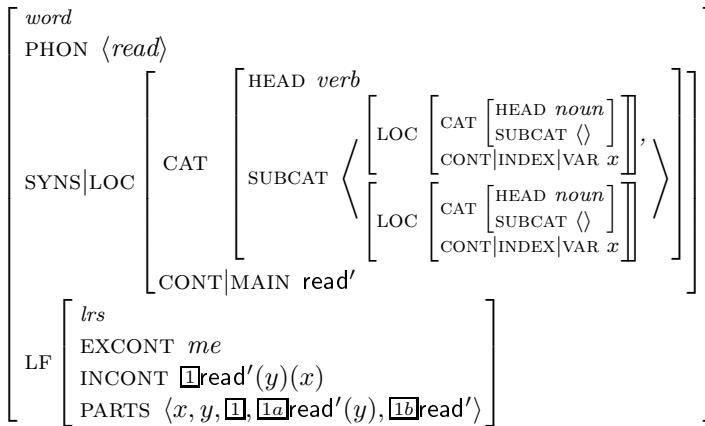 word
PHON ⟨read⟩
HEAD verb
LOC CAT HEAD noun
SUBCAT ⟨⟩
CONT|INDEX|VAR x ,
SYNS|LOC CAT SUBCAT
LOC CAT HEAD noun
SUBCAT ⟨⟩
CONT|INDEX|VAR x
CONT|MAIN read′
lrs
EXCONT me
LF INCONT 1 read′(y)(x)
PARTS ⟨x, y, 1, 1a read′(y), 1b read′⟩